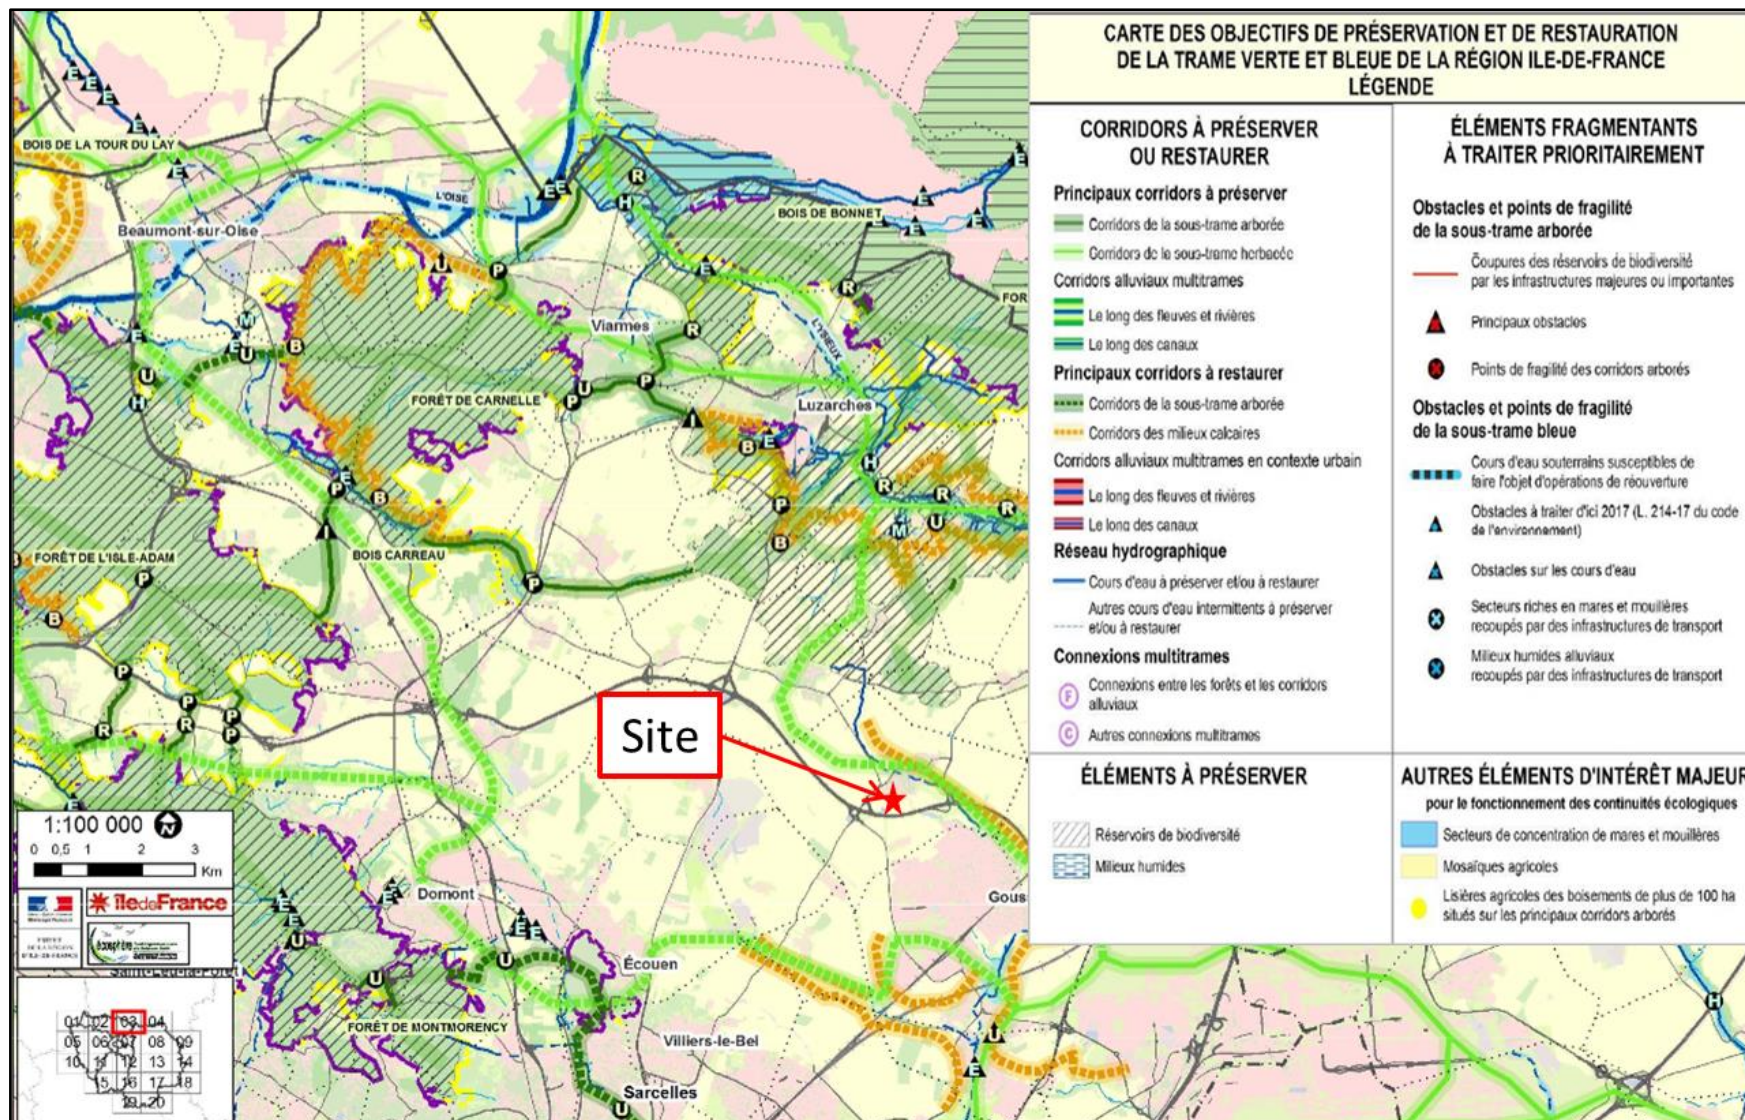 CARTE DES OBJECTIFS DE PRÉSERVATION ET DE RESTAURATION
DE LA TRAME VERTE ET BLEUE DE LA RÉGION ILE-DE-FRANCE
LÉGENDE
CORRIDORS À PRÉSERVER
OU RESTAURER
Principaux corridors à préserver
Corridors de la sous-trame arborée
Corridors de la sous-trame herbacée
Corridors alluviaux multitrames
Le long des fleuves et rivières
Le long des canaux
Principaux corridors à restaurer
Corridors de la sous-trame arborée
Corridors des milieux calcaires
Corridors alluviaux multitrames en contexte urbain
Le long des fleuves et rivières
Le long des canaux
Réseau hydrographique
Cours d'eau à préserver et/ou à restaurer
Autres cours d'eau intermittents à préserver
et/ou à restaurer
Connexions multitrames
F
Connexions entre les forêts et les corridors
alluviaux
C
Autres connexions multitrames
ÉLÉMENTS FRAGMENTANTS
À TRAITER PRIORITAIREMENT
Obstacles et points de fragilité
de la sous-trame arborée
Coupures des réservoirs de biodiversité
par les infrastructures majeures ou importantes
Principaux obstacles
Points de fragilité des corridors arborés
Obstacles et points de fragilité
de la sous-trame bleue
Cours d'eau souterrains susceptibles de
faire l'objet d'opérations de réouverture
Obstacles à traiter d'ici 2017 (L. 214-17 du code
de l'environnement)
Obstacles sur les cours d'eau
Secteurs riches en mares et mouillères
recoupés par des infrastructures de transport
Milieux humides alluviaux
recoupés par des infrastructures de transport
ÉLÉMENTS À PRÉSERVER
Réservoirs de biodiversité
Milieux humides
AUTRES ÉLÉMENTS D'INTÉRÊT MAJEUR
pour le fonctionnement des continuités écologiques
Secteurs de concentration de mares et mouillères
Mosaïques agricoles
Lisières agricoles des boisements de plus de 100 ha
situés sur les principaux corridors arborés
BOIS DE LA TOUR DU LAY
L'OISE
BOIS DE BONNET
Beaumont-sur-Oise
FOR
Viarmes
L'YSIEUX
FORÊT DE CARNELLE
Luzarches
FORÊT DE L'ISLE-ADAM
BOIS CARREAU
Site
1:100 000
N
0 0,5 1 2 3
Km
îledeFrance
écosphère
Domont
Gouss
Écouen
FORÊT DE MONTMORENCY
Villiers-le-Bel
Sarcelles
01 02 03 04
05 06 07 08 09
10 11 12 13 14
15 16 17 18
19 20